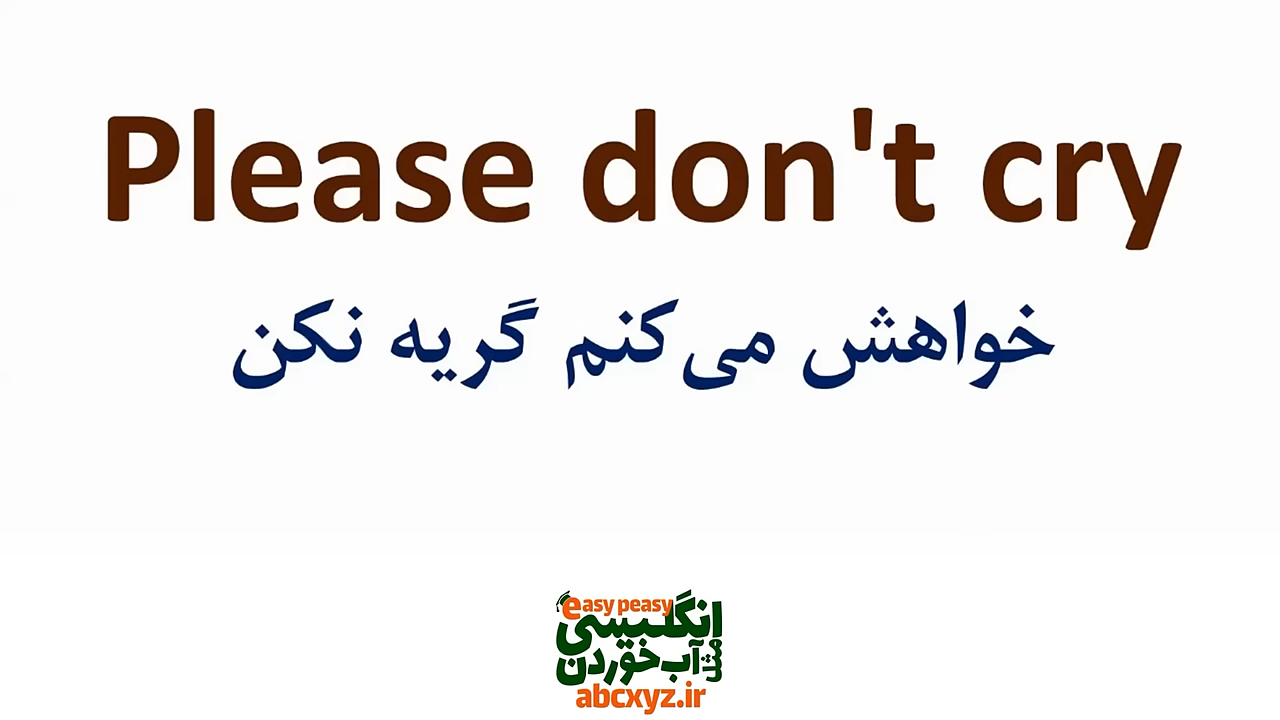 Please don't cry
خواهش می‌کنم گریه نکن
easy peasy
انگلیسی
مثل آب خوردن
abcxyz.ir